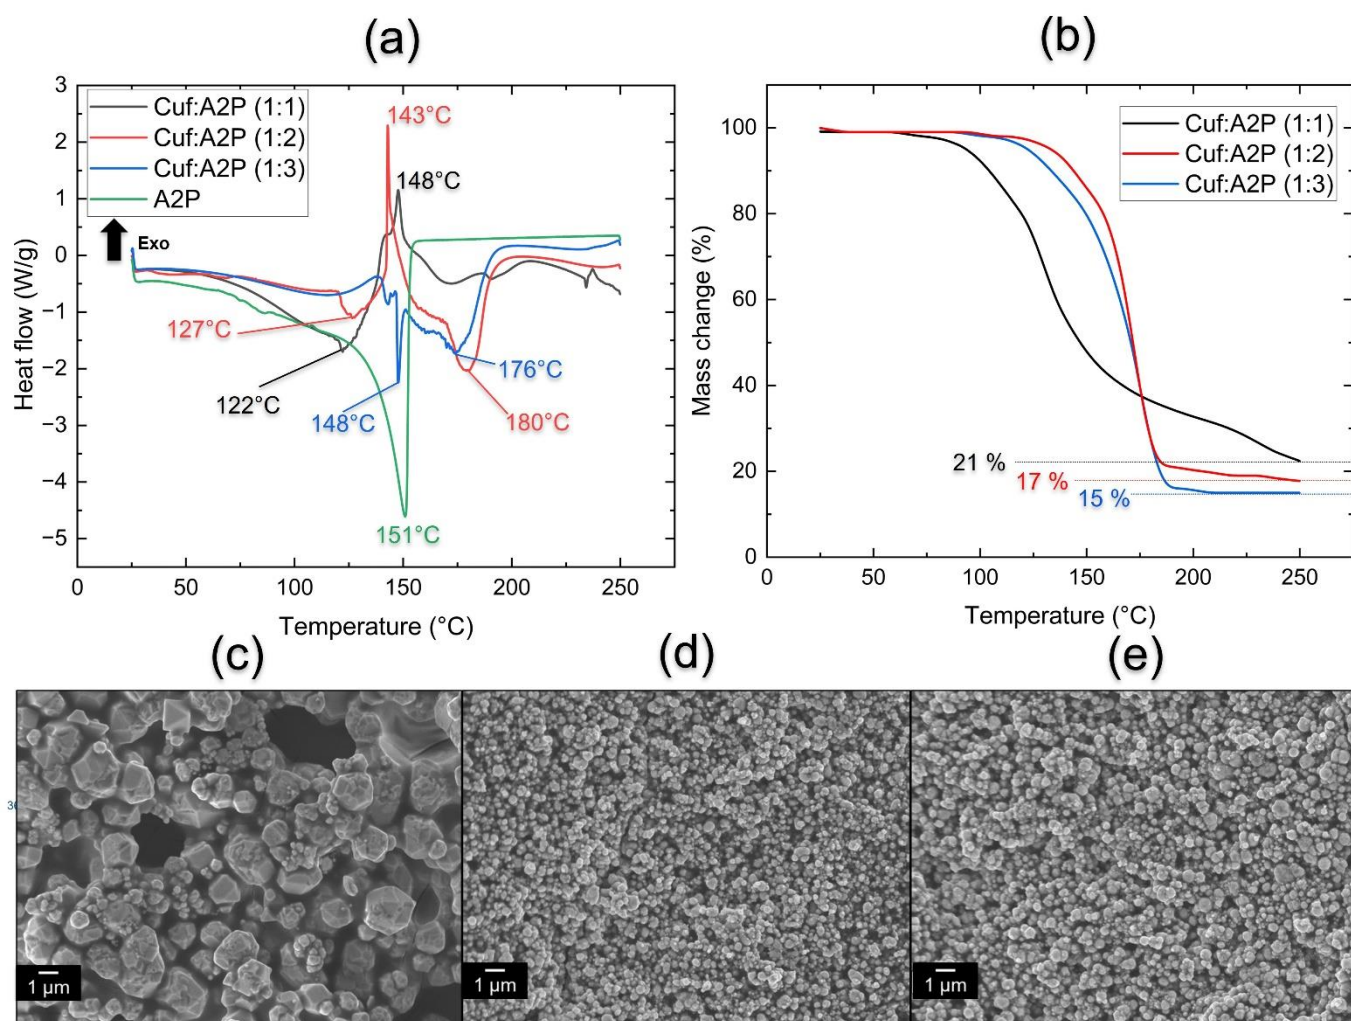 (a)
3
2
1
0
−1
−2
−3
−4
−5
Heat flow (W/g)
Cuf:A2P (1:1)
Cuf:A2P (1:2)
Cuf:A2P (1:3)
A2P
Exo
143°C
148°C
127°C
122°C
148°C
176°C
180°C
151°C
0
50
100
150
200
250
Temperature (°C)
(b)
100
80
60
40
20
0
Mass change (%)
Cuf:A2P (1:1)
Cuf:A2P (1:2)
Cuf:A2P (1:3)
21 %
17 %
15 %
0
50
100
150
200
250
Temperature (°C)
(c)
(d)
(e)
1 µm
1 µm
1 µm